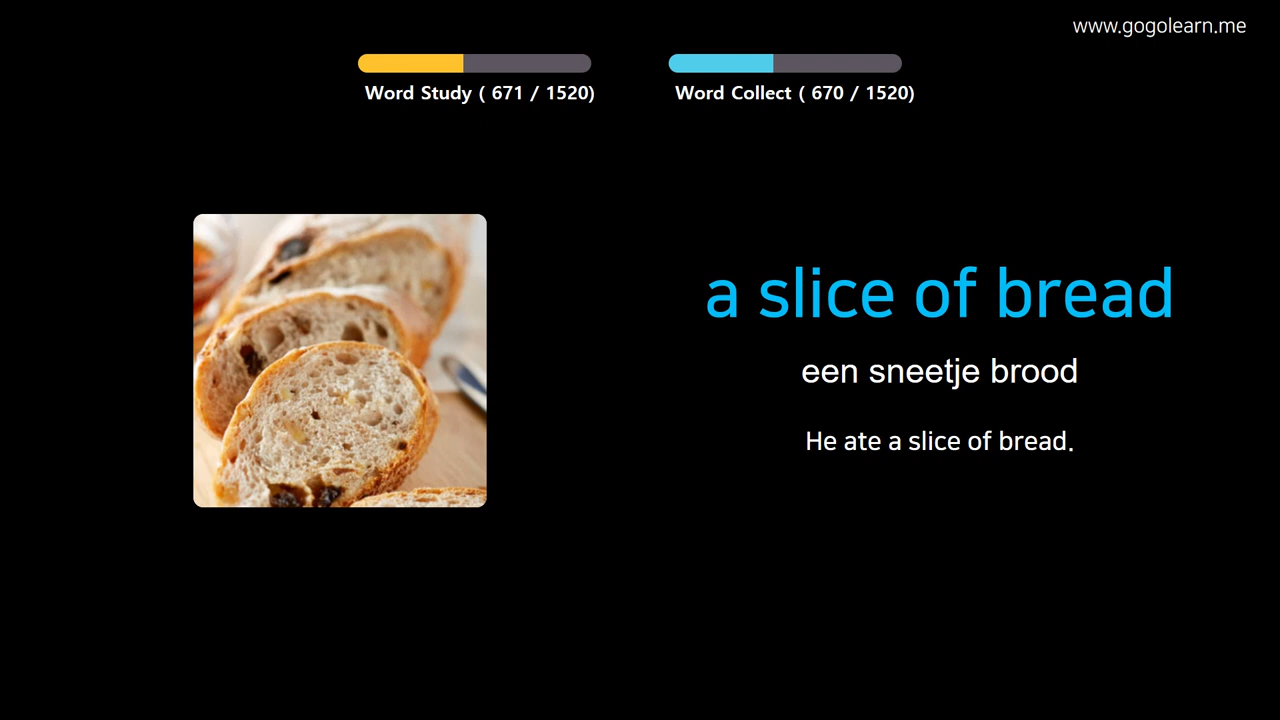 www.gogolearn.me
Word Study ( 671 / 1520)
Word Collect ( 670 / 1520)
a slice of bread
een sneetje brood
He ate a slice of bread.